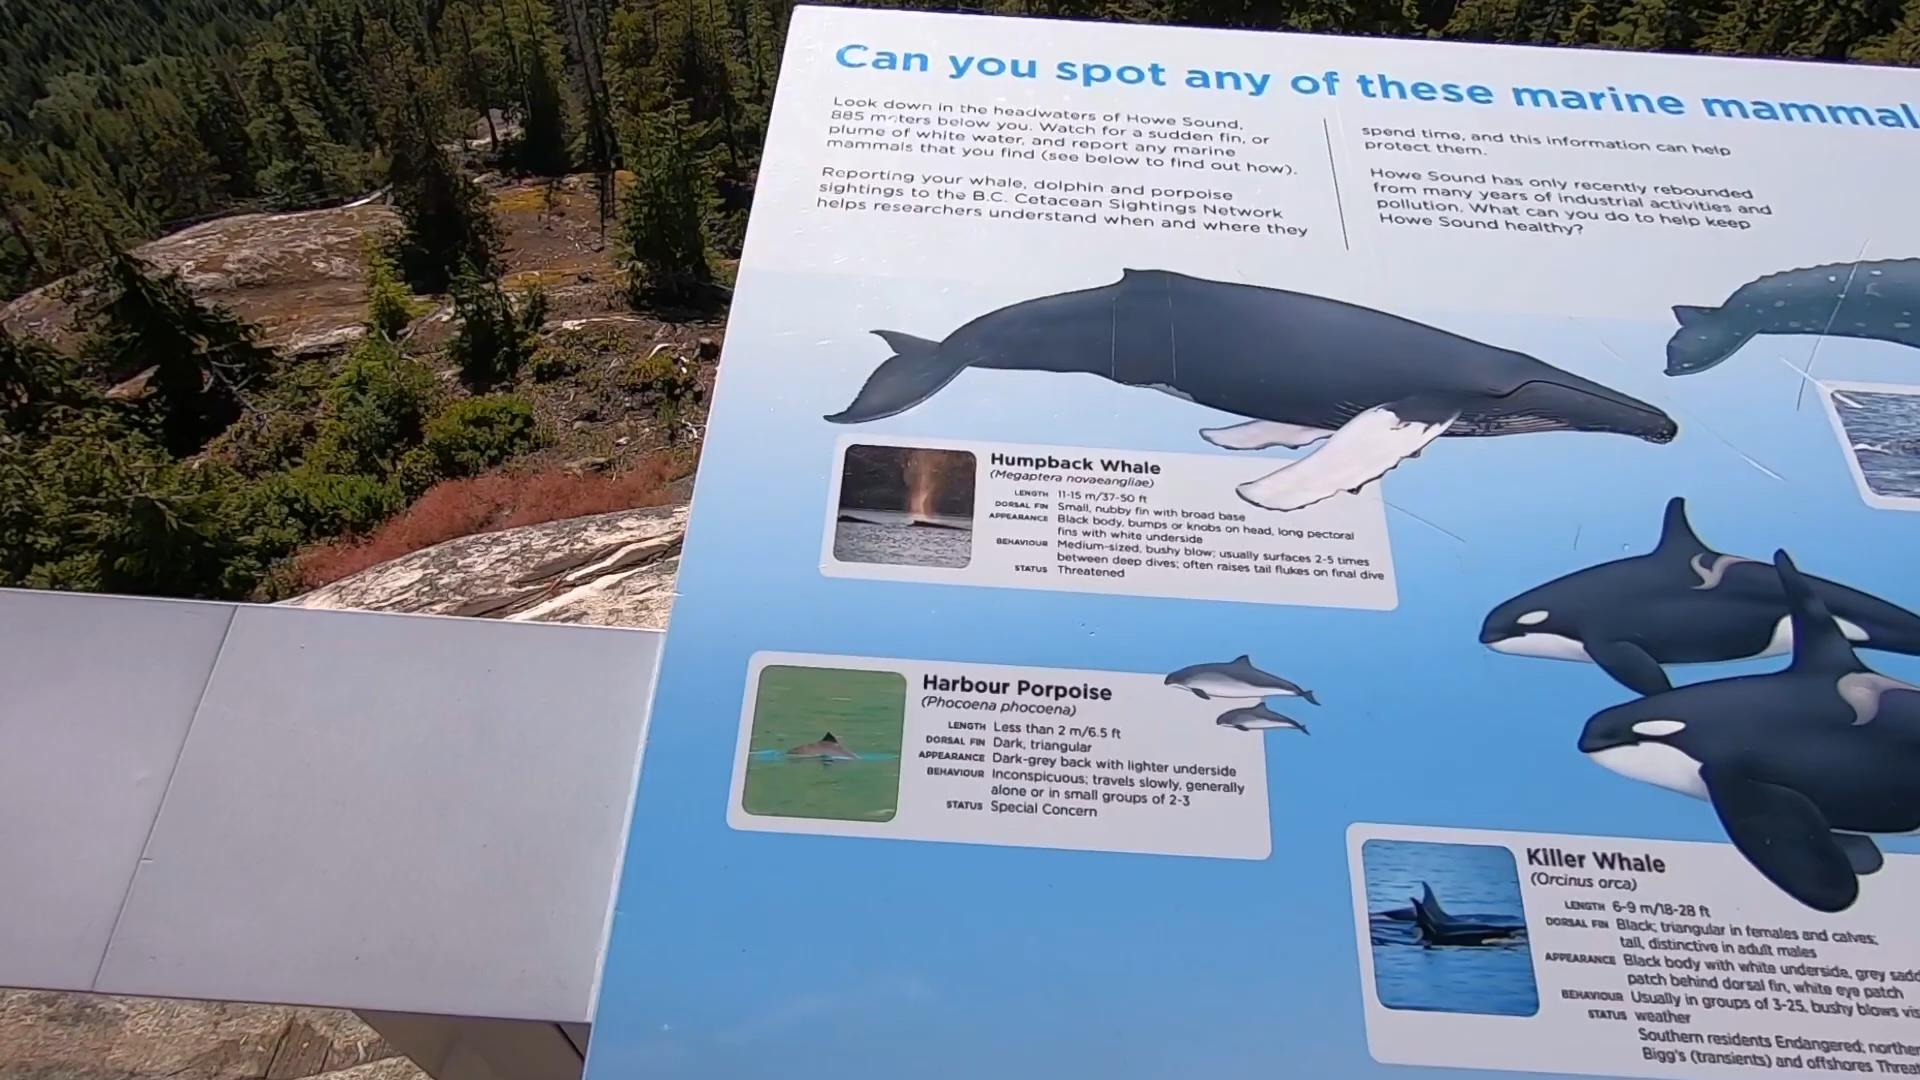 Can you spot any of these marine mammal
Look down in the headwaters of Howe Sound,
885 meters below you. Watch for a sudden fin, or
plume of white water, and report any marine
mammals that you find (see below to find out how).
Reporting your whale, dolphin and porpoise
sightings to the B.C. Cetacean Sightings Network
helps researchers understand when and where they
spend time, and this information can help
protect them.
Howe Sound has only recently rebounded
from many years of industrial activities and
pollution. What can you do to help keep
Howe Sound healthy?
Humpback Whale
(Megaptera novaeangliae)
LENGTH 11-15 m/37-50 ft
DORSAL FIN Small, nubby fin with broad base
APPEARANCE Black body, bumps or knobs on head, long pectoral
fins with white underside
BEHAVIOUR Medium-sized, bushy blow; usually surfaces 2-5 times
between deep dives; often raises tail flukes on final dive
STATUS Threatened
Harbour Porpoise
(Phocoena phocoena)
LENGTH Less than 2 m/6.5 ft
DORSAL FIN Dark, triangular
APPEARANCE Dark-grey back with lighter underside
BEHAVIOUR Inconspicuous; travels slowly, generally
alone or in small groups of 2-3
STATUS Special Concern
Killer Whale
(Orcinus orca)
LENGTH 6-9 m/18-28 ft
DORSAL FIN Black; triangular in females and calves;
tall, distinctive in adult males
APPEARANCE Black body with white underside, grey sadd
patch behind dorsal fin, white eye patch
BEHAVIOUR Usually in groups of 3-25, bushy blows vis
STATUS weather
Southern residents Endangered; norther
Bigg's (transients) and offshores Threat